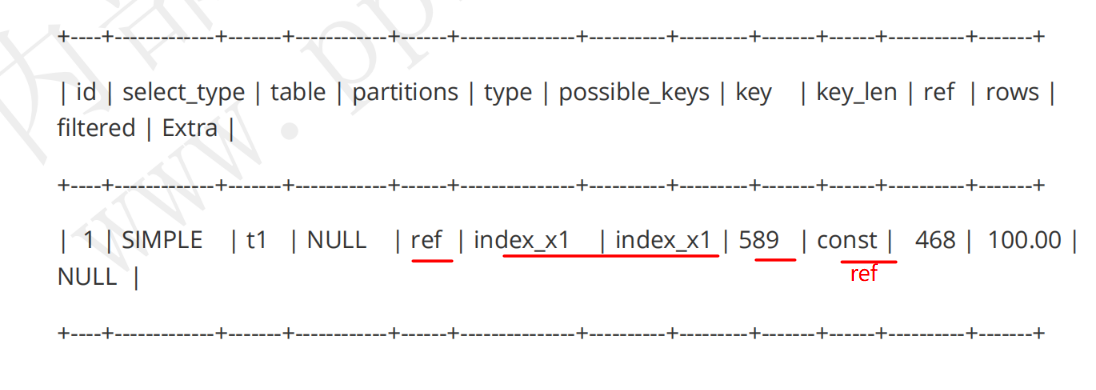 +----+-------------+-------+------------+------+---------------+----------+---------+-------+------+----------+-------+
| id | select_type | table | partitions | type | possible_keys | key | key_len | ref | rows |
filtered | Extra |
+----+-------------+-------+------------+------+---------------+----------+---------+-------+------+----------+-------+
| 1 | SIMPLE | t1 | NULL | ref | index_x1 | index_x1 | 589 | const | 468 | 100.00 |
NULL |
ref
+----+-------------+-------+------------+------+---------------+----------+---------+-------+------+----------+-------+